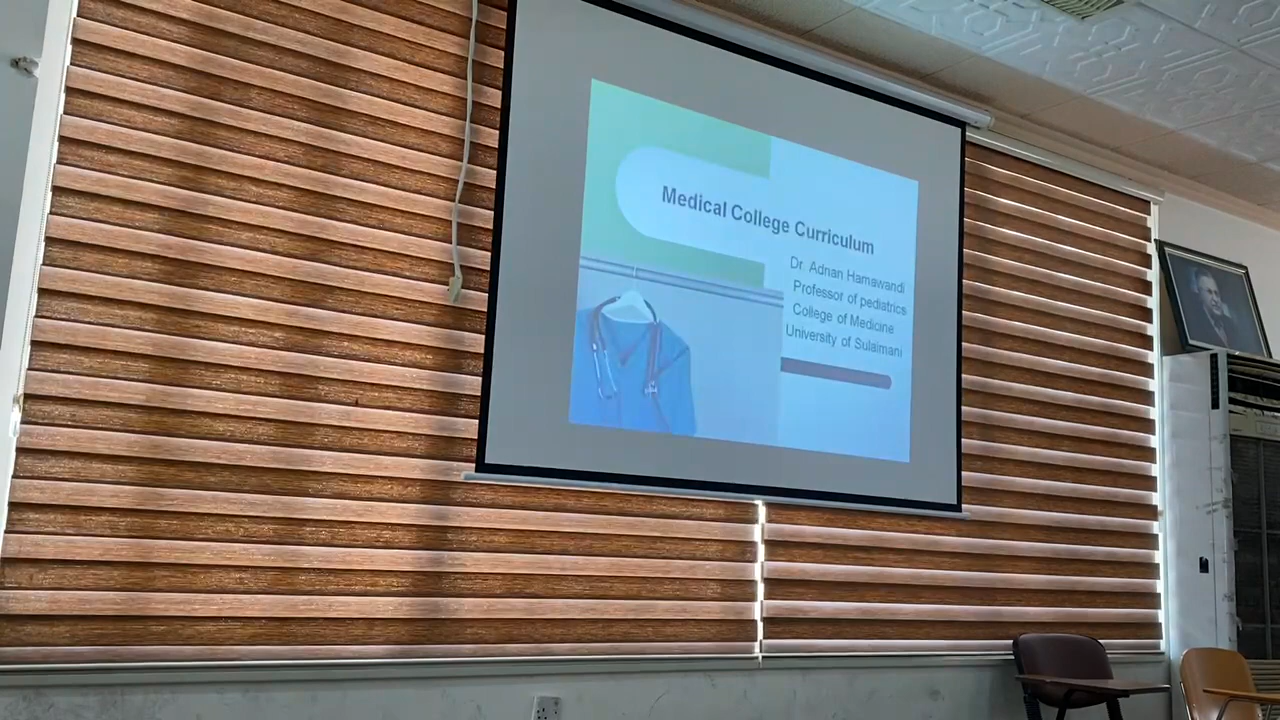 Medical College Curriculum
Dr. Adnan Hamawandi
Professor of pediatrics
College of Medicine
University of Sulaimani